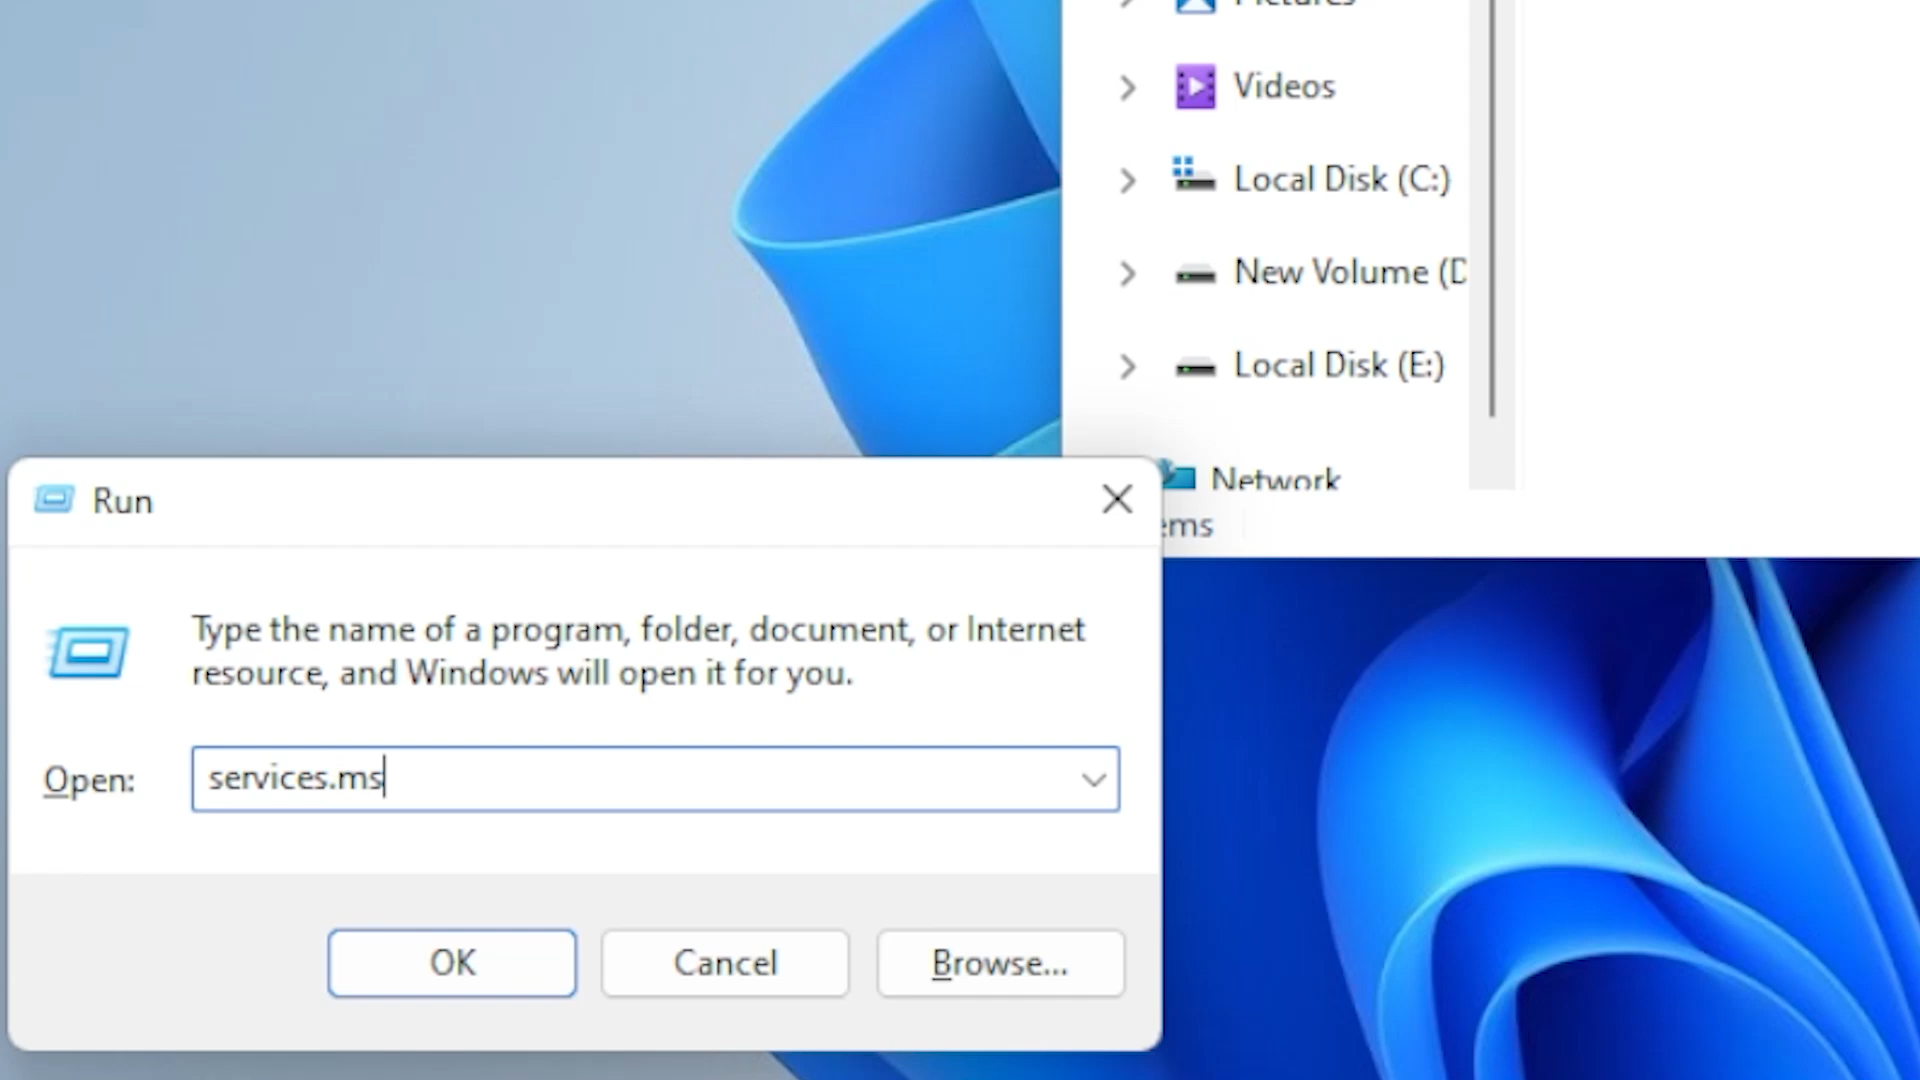 Pictures
Videos
Local Disk (C:)
New Volume (D
Local Disk (E:)
Network
ems
Run
Type the name of a program, folder, document, or Internet
resource, and Windows will open it for you.
Open:
services.ms
OK
Cancel
Browse...